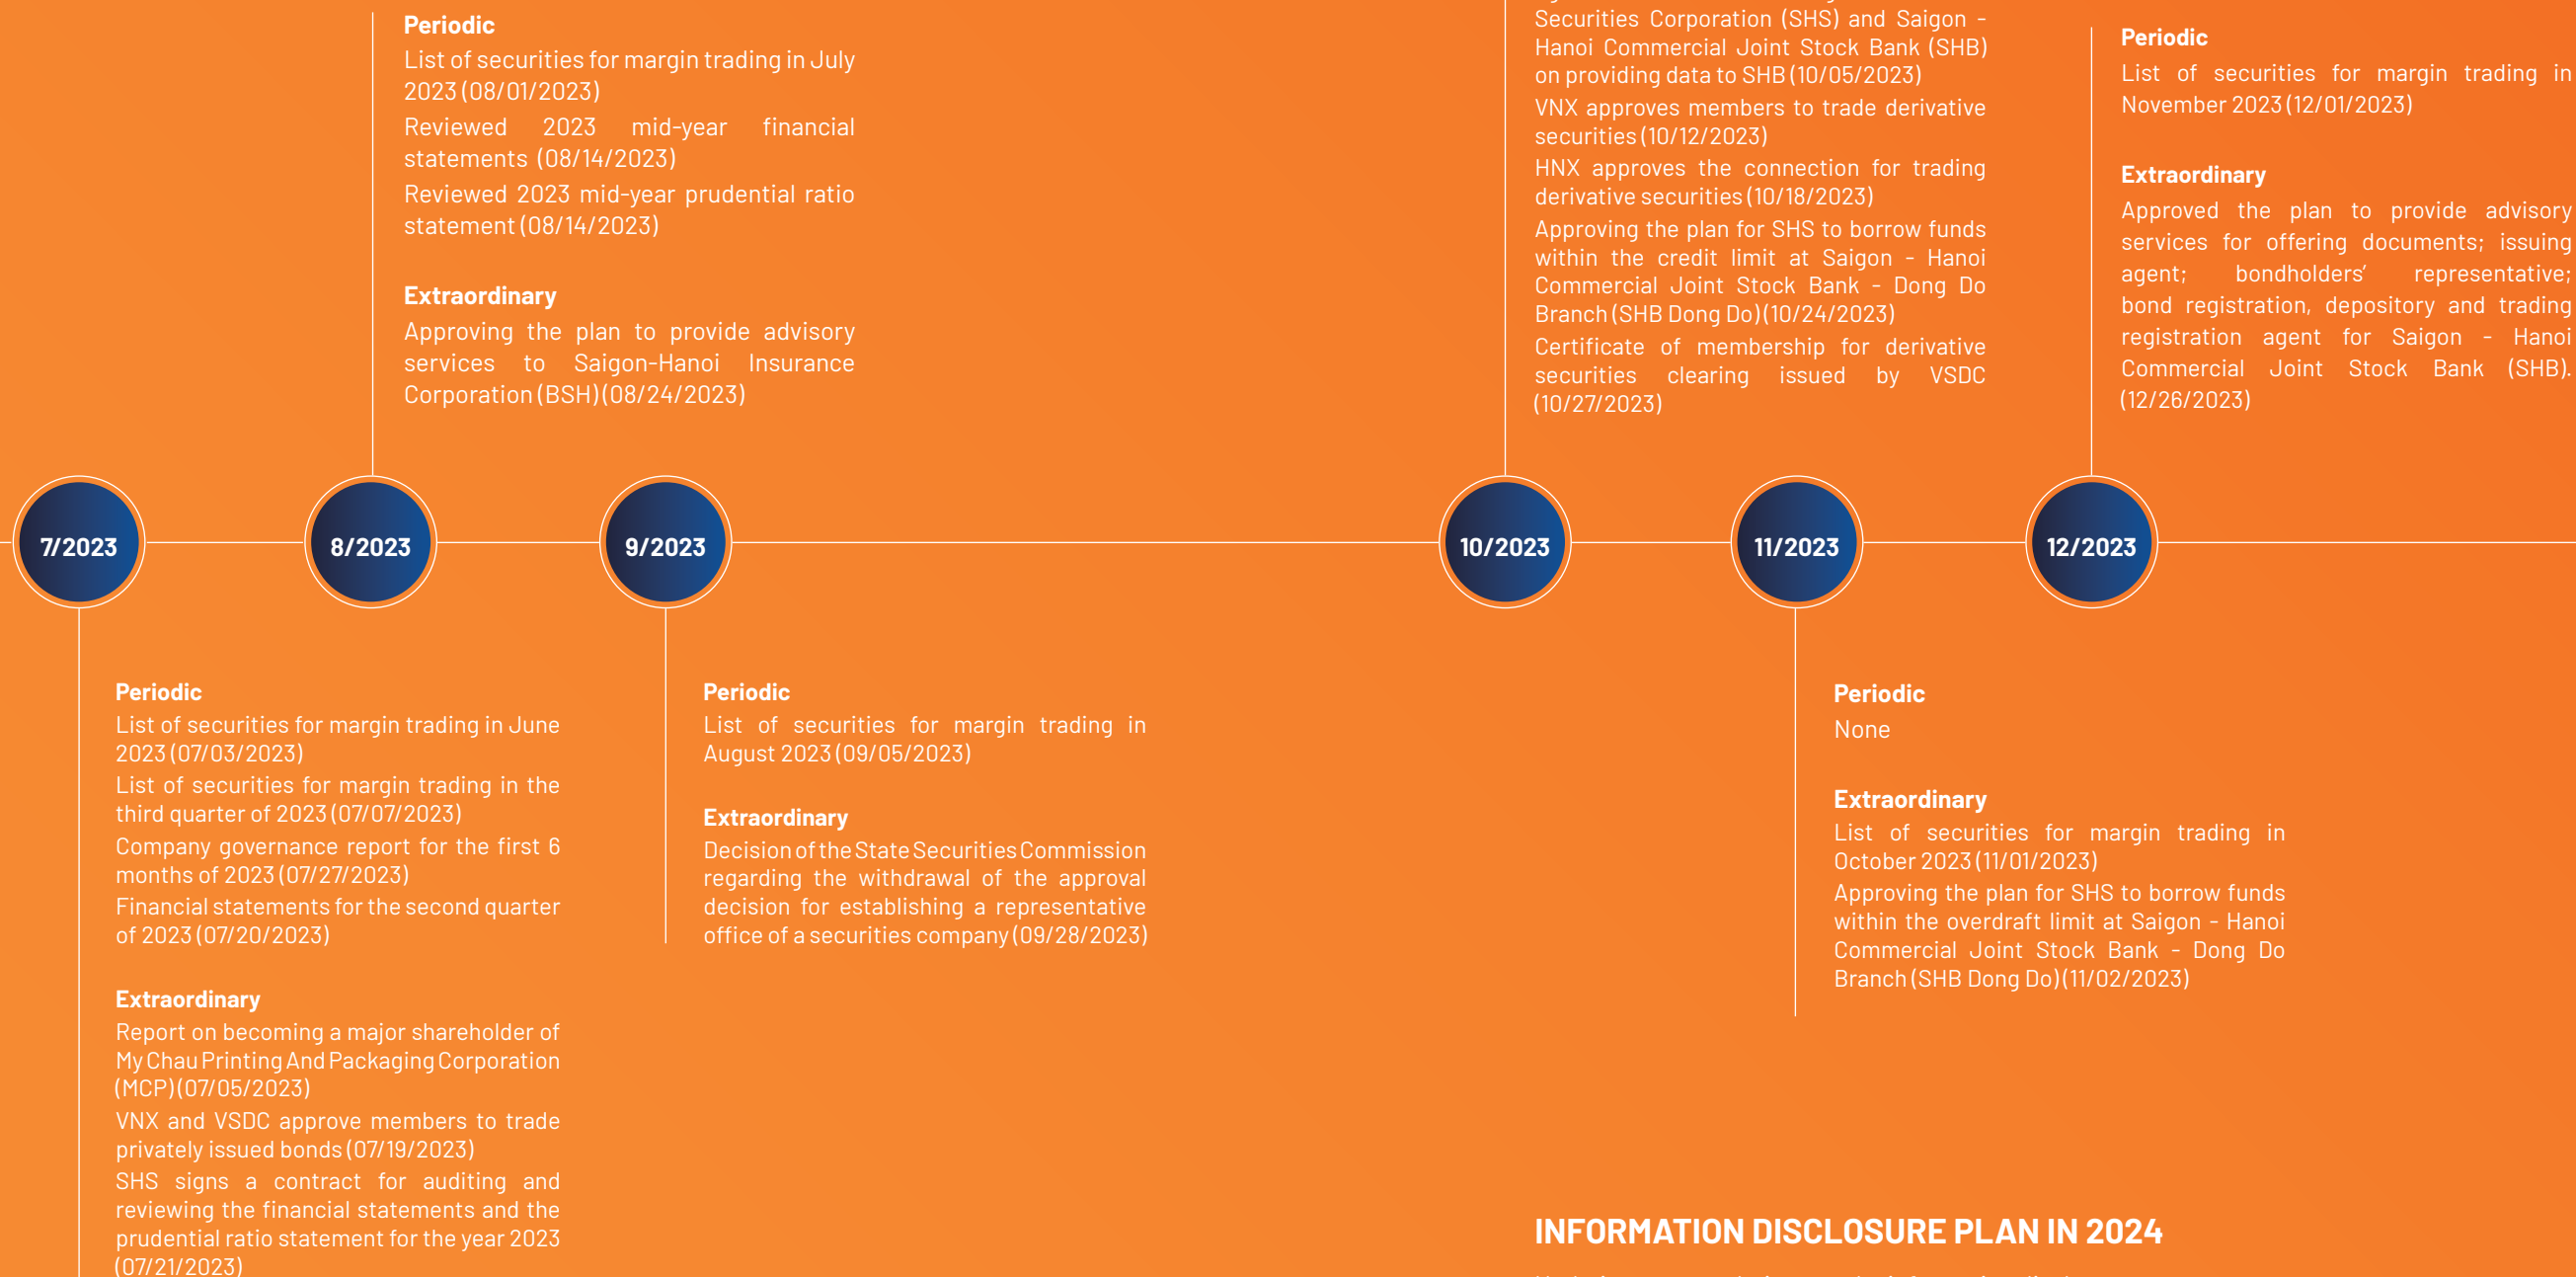 Periodic
List of securities for margin trading in July
2023 (08/01/2023)
Reviewed 2023 mid-year financial
statements (08/14/2023)
Reviewed 2023 mid-year prudential ratio
statement (08/14/2023)
Extraordinary
Approving the plan to provide advisory
services to Saigon-Hanoi Insurance
Corporation (BSH) (08/24/2023)
Securities Corporation (SHS) and Saigon -
Hanoi Commercial Joint Stock Bank (SHB)
on providing data to SHB (10/05/2023)
VNX approves members to trade derivative
securities (10/12/2023)
HNX approves the connection for trading
derivative securities (10/18/2023)
Approving the plan for SHS to borrow funds
within the credit limit at Saigon - Hanoi
Commercial Joint Stock Bank - Dong Do
Branch (SHB Dong Do) (10/24/2023)
Certificate of membership for derivative
securities clearing issued by VSDC
(10/27/2023)
Periodic
List of securities for margin trading in
November 2023 (12/01/2023)
Extraordinary
Approved the plan to provide advisory
services for offering documents; issuing
agent; bondholders’ representative;
bond registration, depository and trading
registration agent for Saigon - Hanoi
Commercial Joint Stock Bank (SHB).
(12/26/2023)
7/2023
8/2023
9/2023
10/2023
11/2023
12/2023
Periodic
List of securities for margin trading in June
2023 (07/03/2023)
List of securities for margin trading in the
third quarter of 2023 (07/07/2023)
Company governance report for the first 6
months of 2023 (07/27/2023)
Financial statements for the second quarter
of 2023 (07/20/2023)
Extraordinary
Report on becoming a major shareholder of
My Chau Printing And Packaging Corporation
(MCP) (07/05/2023)
VNX and VSDC approve members to trade
privately issued bonds (07/19/2023)
SHS signs a contract for auditing and
reviewing the financial statements and the
prudential ratio statement for the year 2023
(07/21/2023)
Periodic
List of securities for margin trading in
August 2023 (09/05/2023)
Extraordinary
Decision of the State Securities Commission
regarding the withdrawal of the approval
decision for establishing a representative
office of a securities company (09/28/2023)
Periodic
None
Extraordinary
List of securities for margin trading in
October 2023 (11/01/2023)
Approving the plan for SHS to borrow funds
within the overdraft limit at Saigon - Hanoi
Commercial Joint Stock Bank - Dong Do
Branch (SHB Dong Do) (11/02/2023)
INFORMATION DISCLOSURE PLAN IN 2024